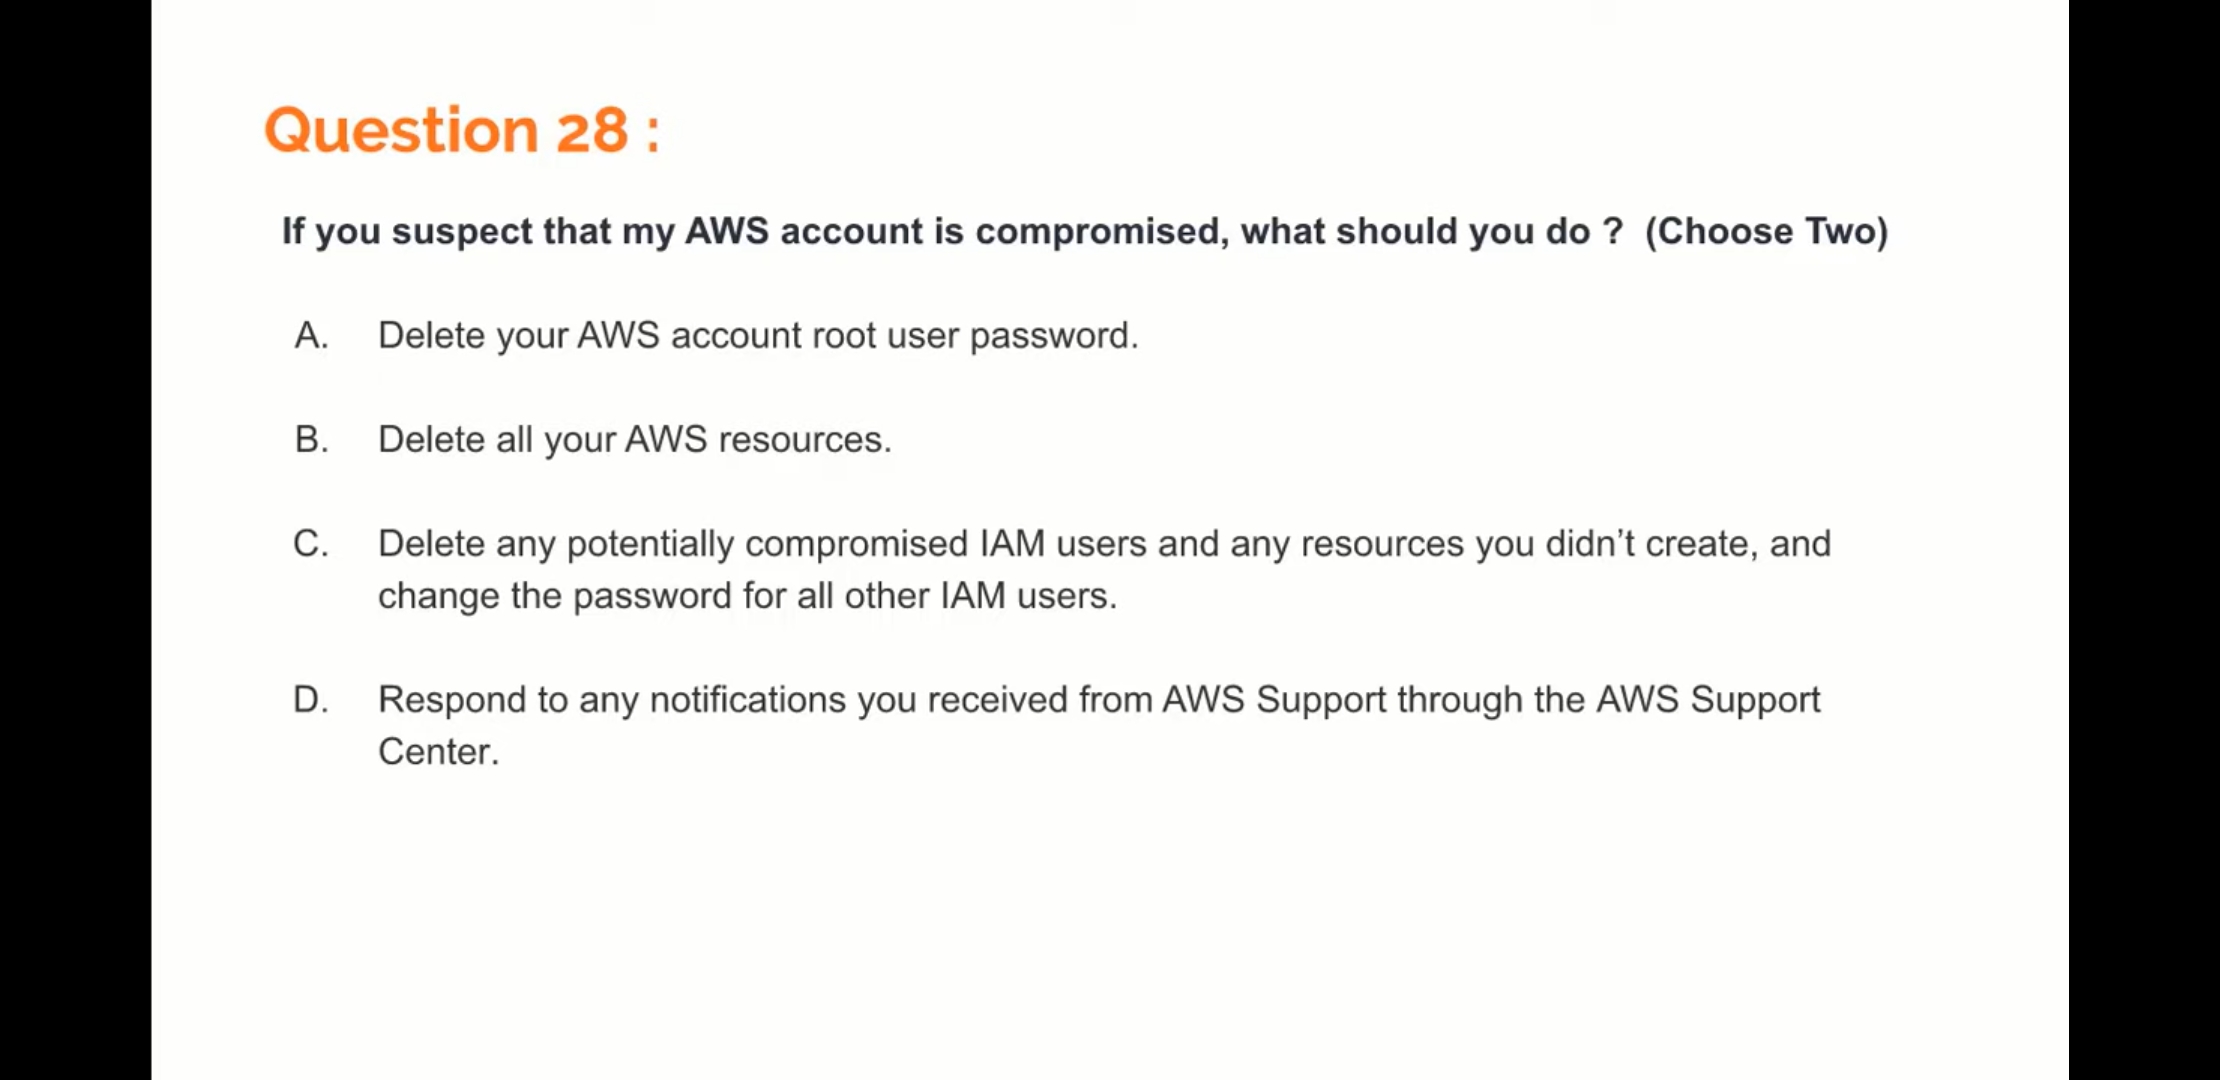 Question 28 :
If you suspect that my AWS account is compromised, what should you do ? (Choose Two)
A. Delete your AWS account root user password.
B. Delete all your AWS resources.
C. Delete any potentially compromised IAM users and any resources you didn’t create, and
change the password for all other IAM users.
D. Respond to any notifications you received from AWS Support through the AWS Support
Center.